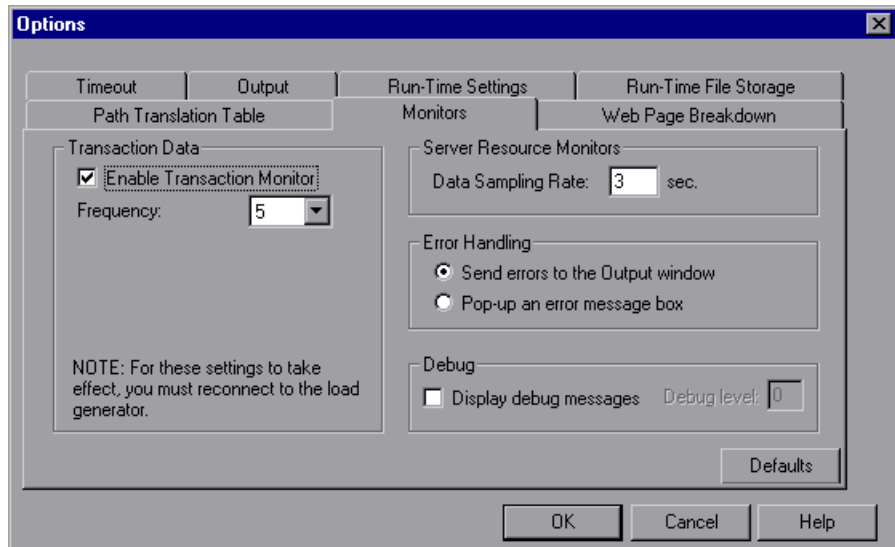 Options
Timeout Output Run-Time Settings Run-Time File Storage
Path Translation Table Monitors Web Page Breakdown
Transaction Data
Enable Transaction Monitor
Frequency: 5
NOTE: For these settings to take
effect, you must reconnect to the load
generator.
Server Resource Monitors
Data Sampling Rate: 3 sec.
Error Handling
Send errors to the Output window
Pop-up an error message box
Debug
Display debug messages Debug level: 0
Defaults
OK Cancel Help